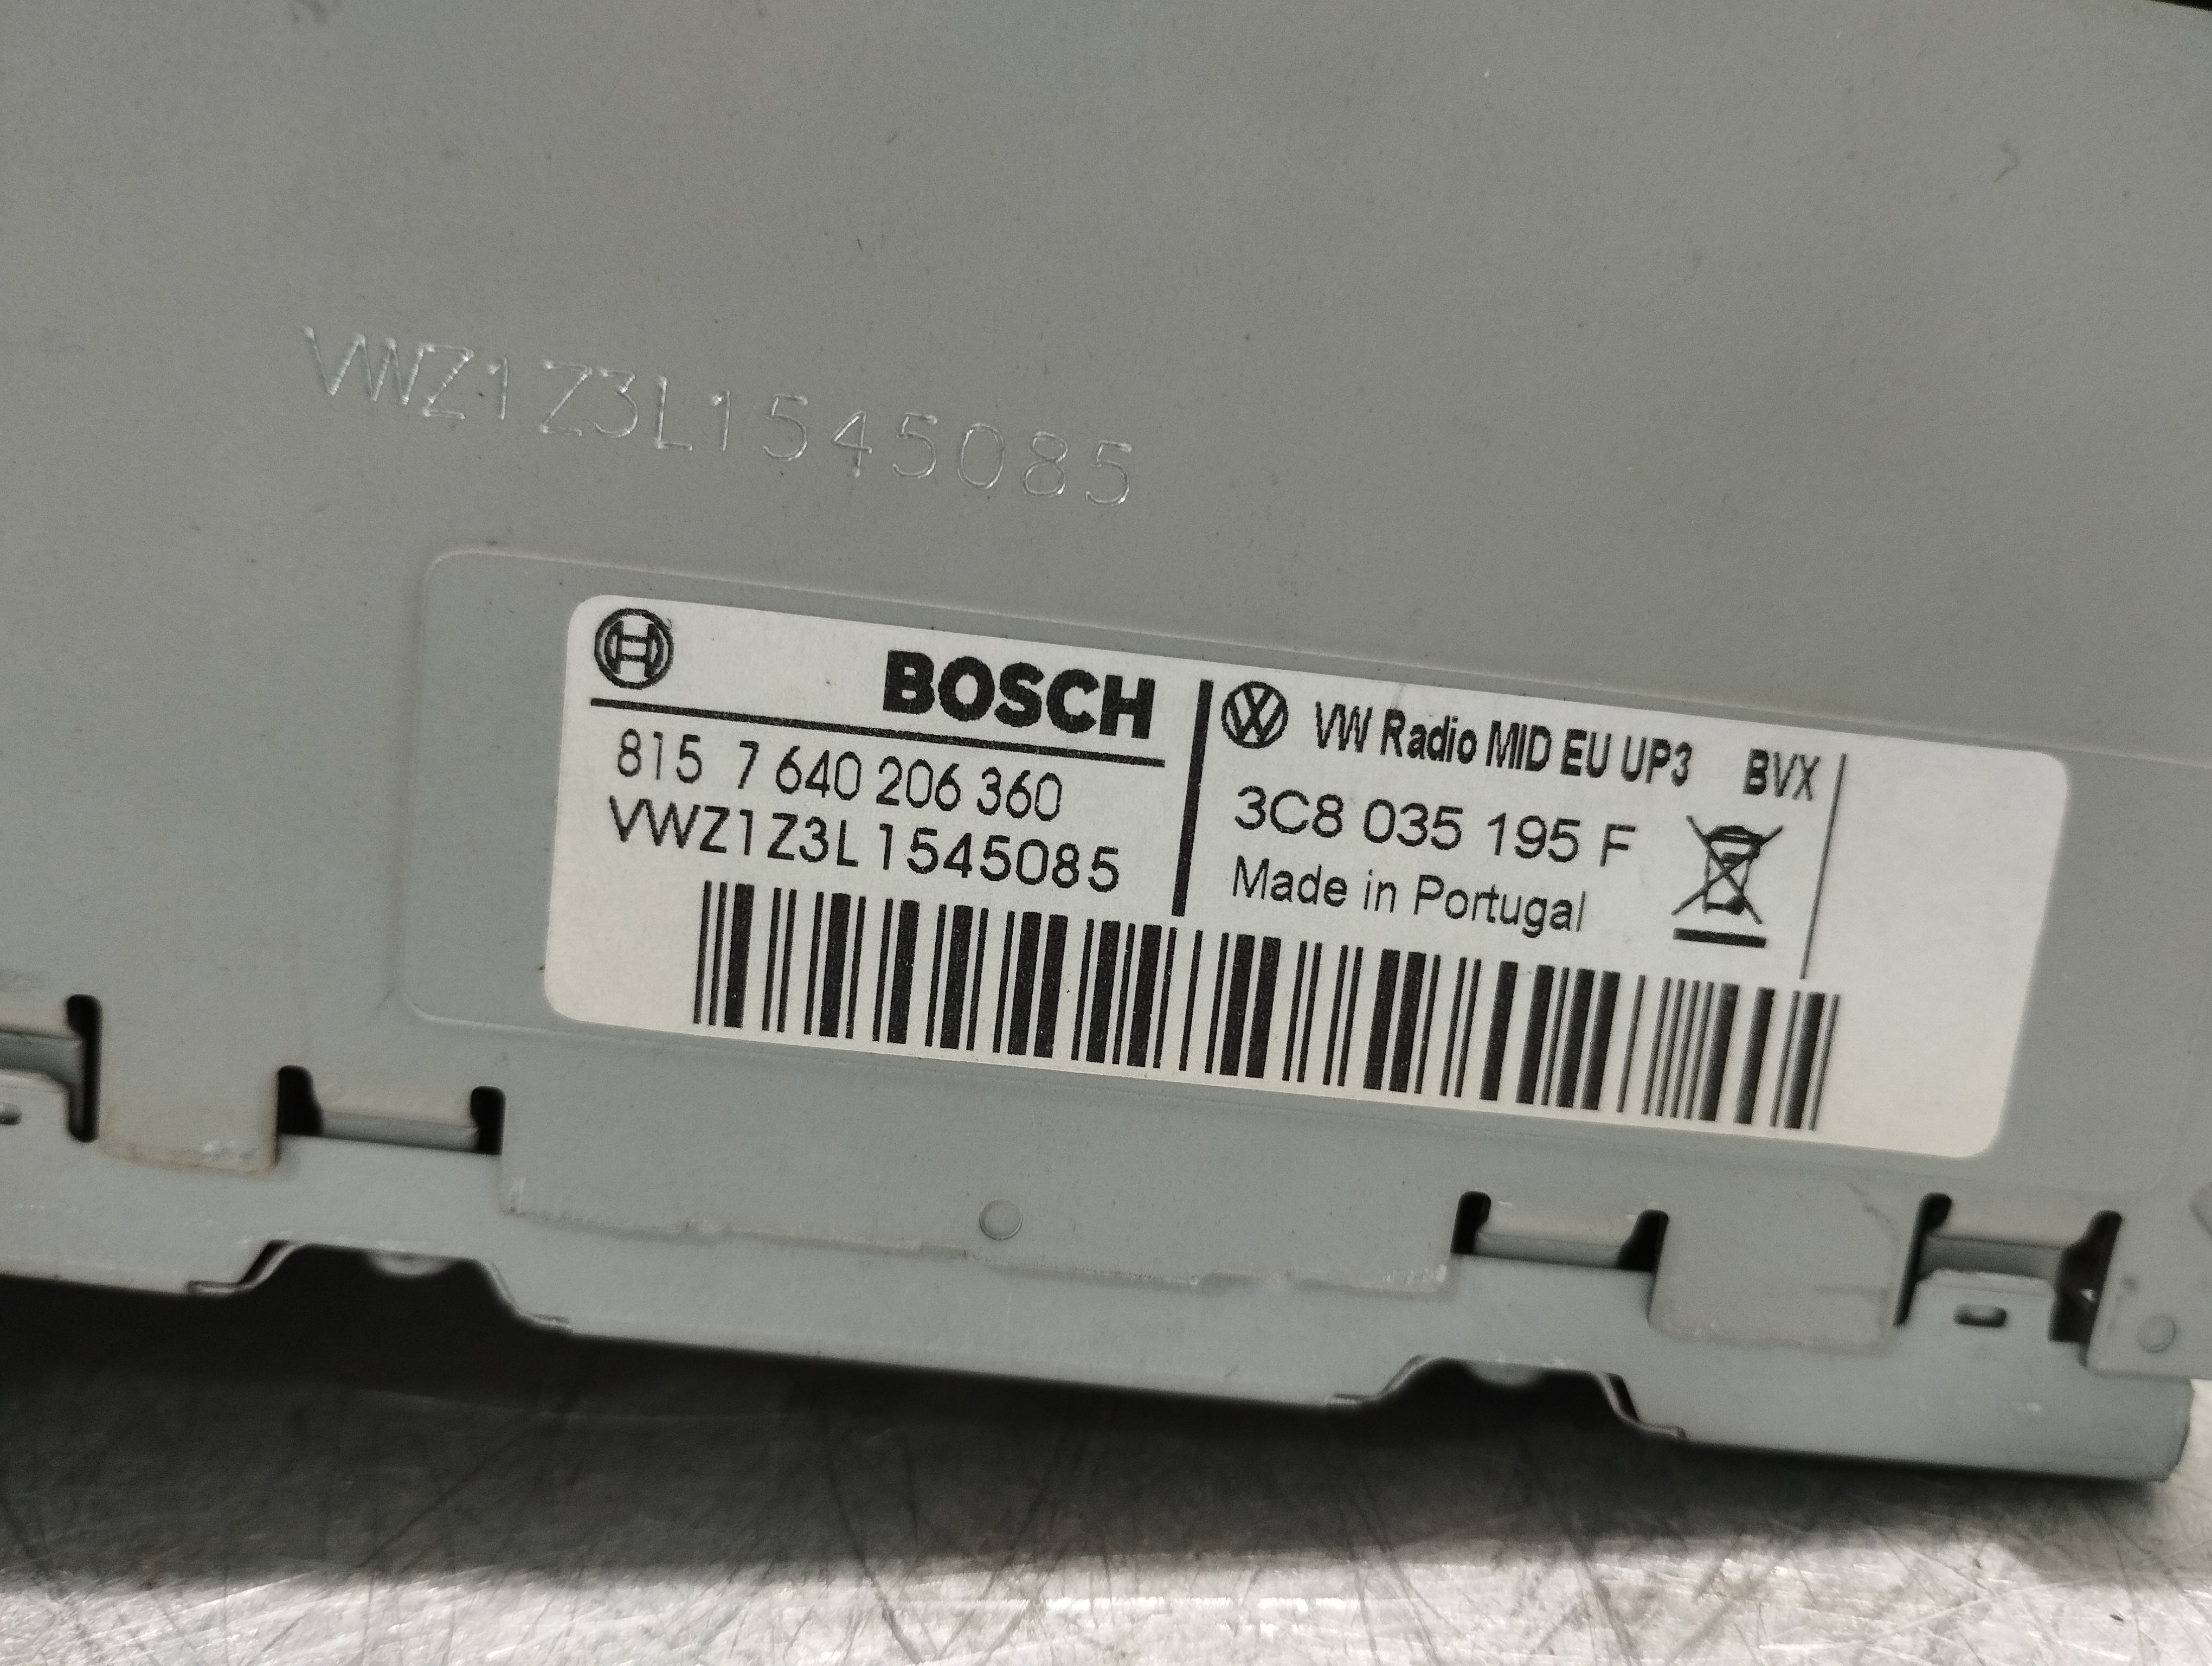 VWZ1Z3L1545085
BOSCH
815 7 640 206 360
VWZ1Z3L1545085
VW Radio MID EU UP3 BVX
3C8 035 195 F
Made in Portugal